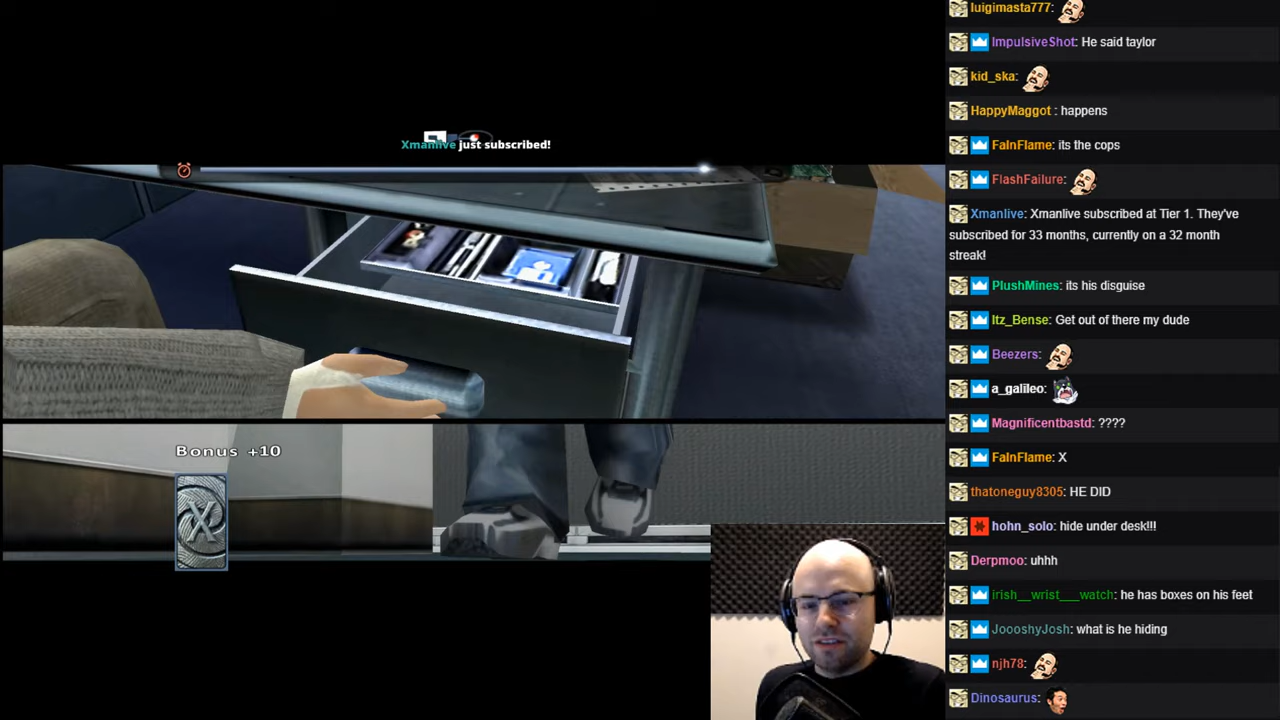 Xmanlive just subscribed!
Bonus +10
X
luigimasta777:
ImpulsiveShot: He said taylor
kid_ska:
HappyMaggot : happens
FaInFlame: its the cops
FlashFailure:
Xmanlive: Xmanlive subscribed at Tier 1. They've
subscribed for 33 months, currently on a 32 month
streak!
PlushMines: its his disguise
Itz_Bense: Get out of there my dude
Beezers:
a_galileo:
Magnificentbastd: ????
FaInFlame: X
thatoneguy8305: HE DID
hohn_solo: hide under desk!!!
Derpmoo: uhhh
irish__wrist___watch: he has boxes on his feet
JoooshyJosh: what is he hiding
njh78:
Dinosaurus: